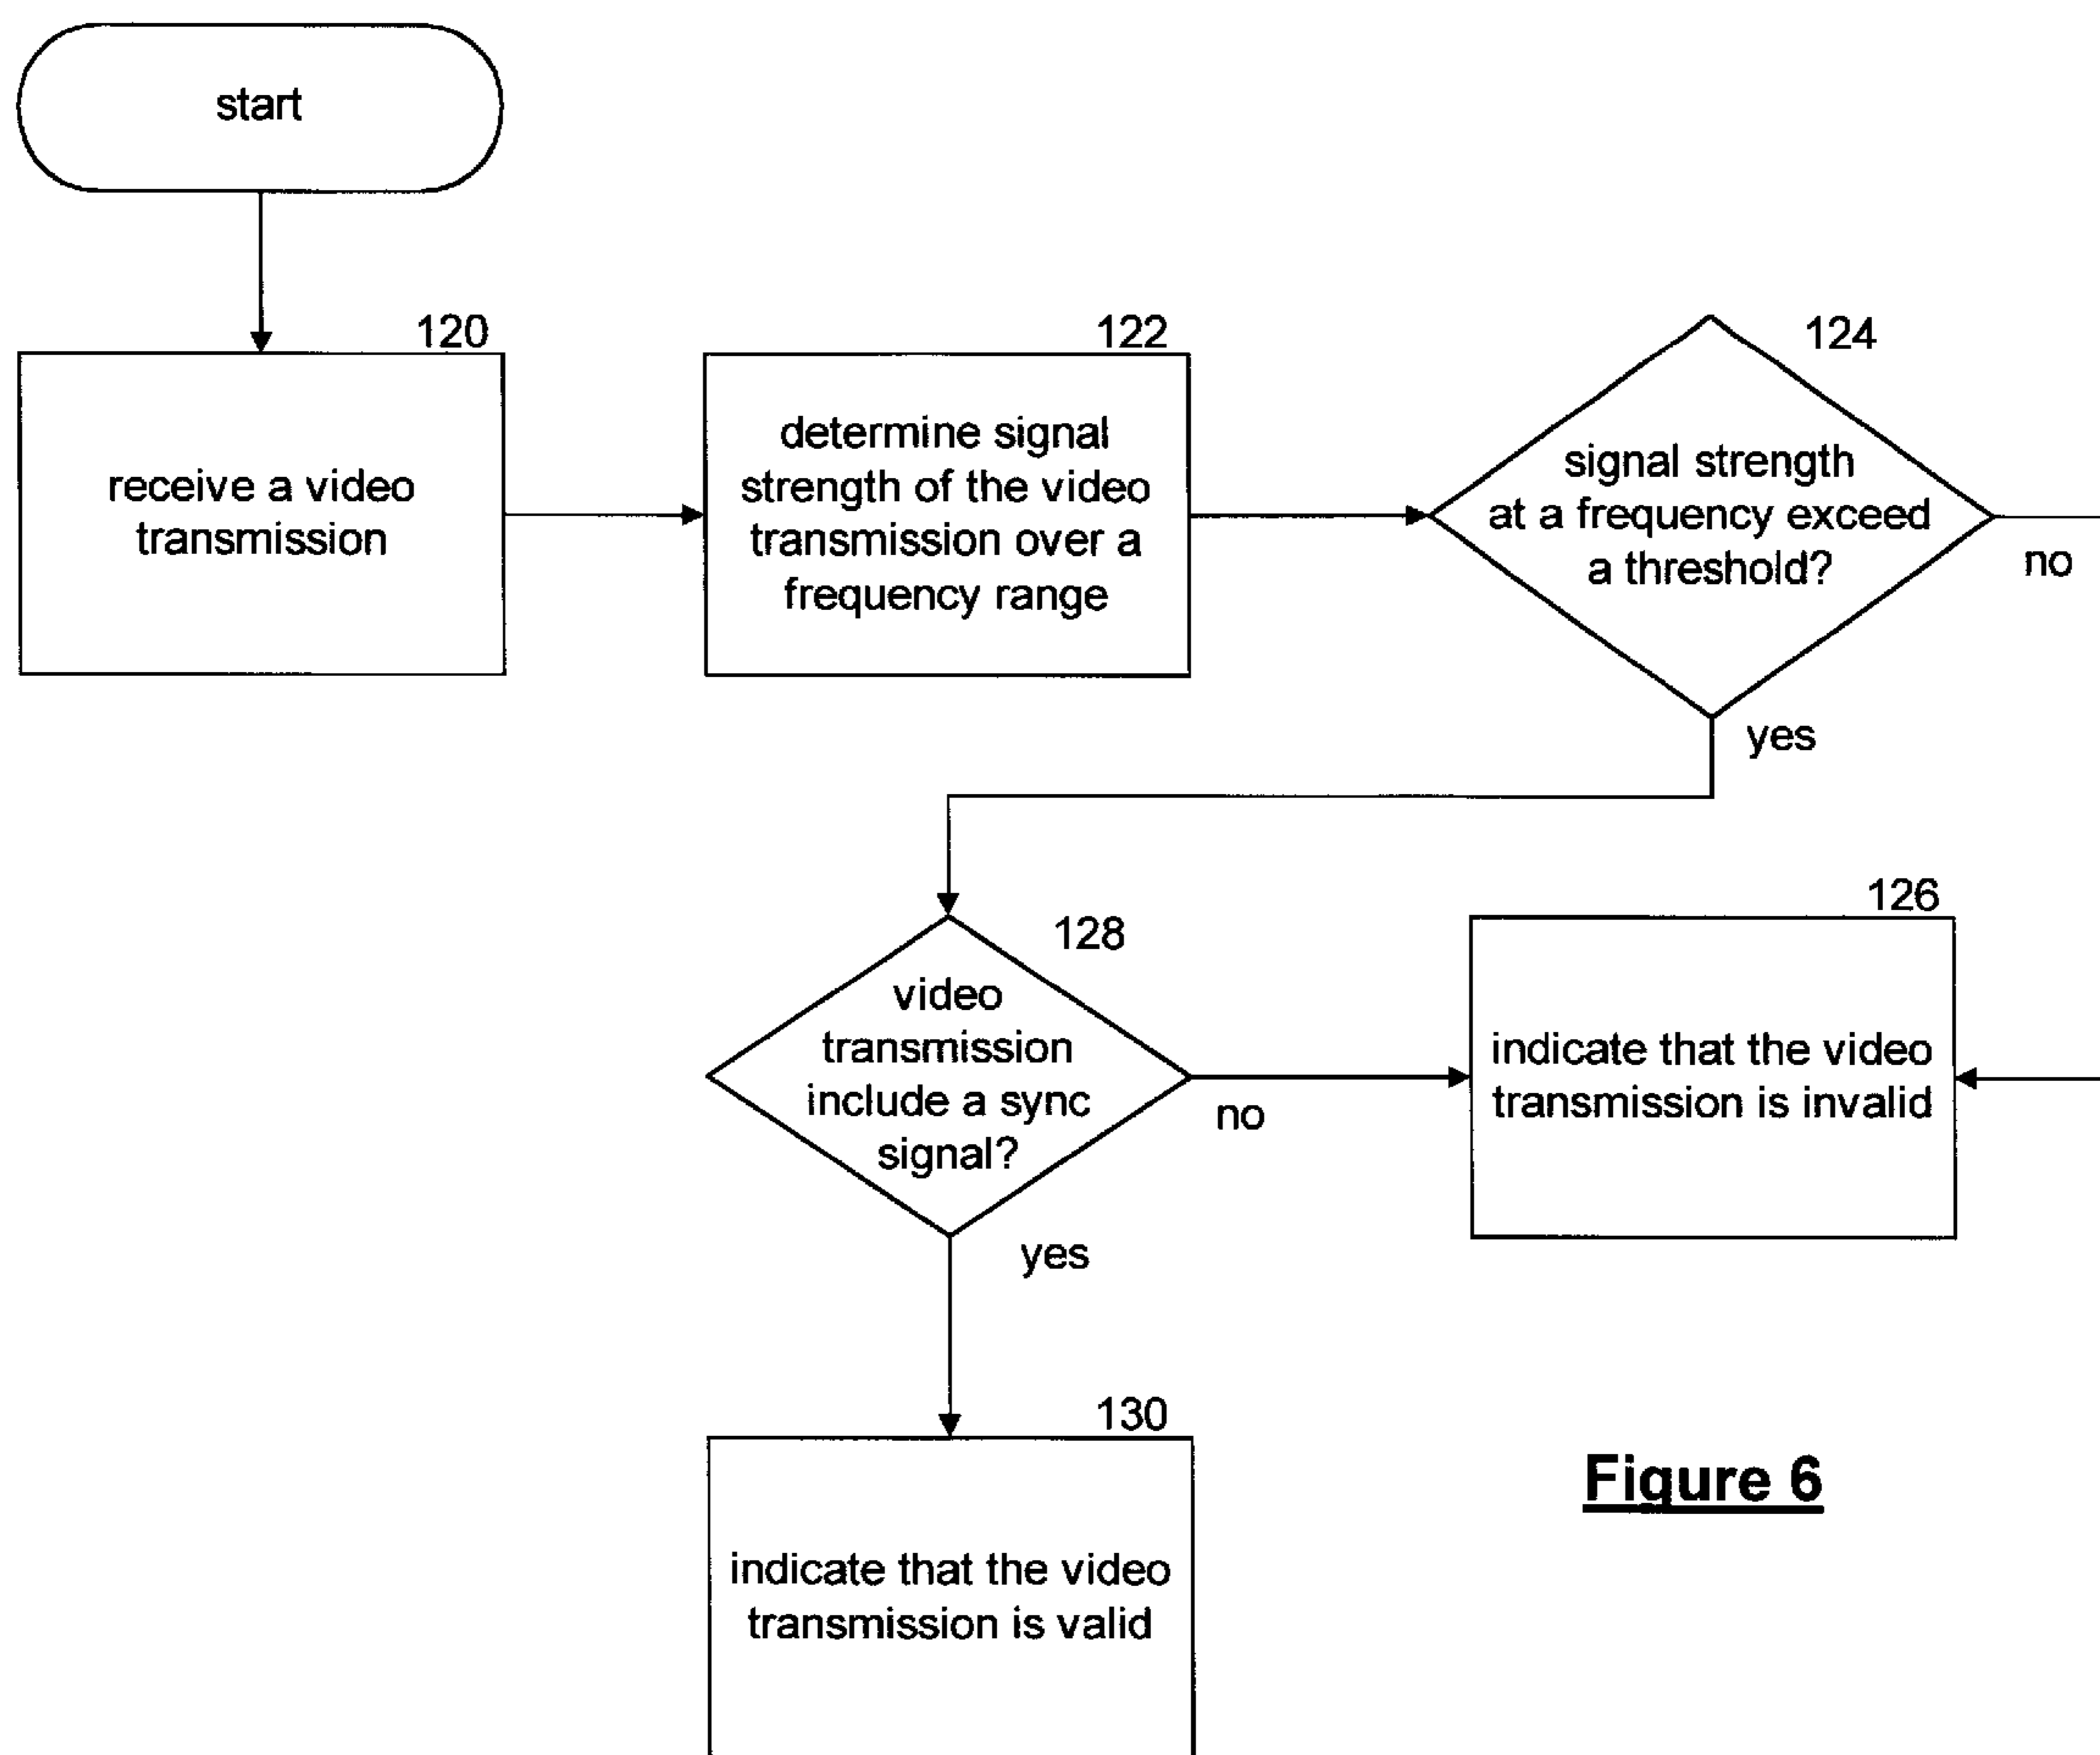 start
120
receive a video
transmission
122
determine signal
strength of the video
transmission over a
frequency range
124
signal strength
at a frequency exceed
a threshold?
no
yes
128
video
transmission
include a sync
signal?
no
yes
126
indicate that the video
transmission is invalid
130
indicate that the video
transmission is valid
Figure 6